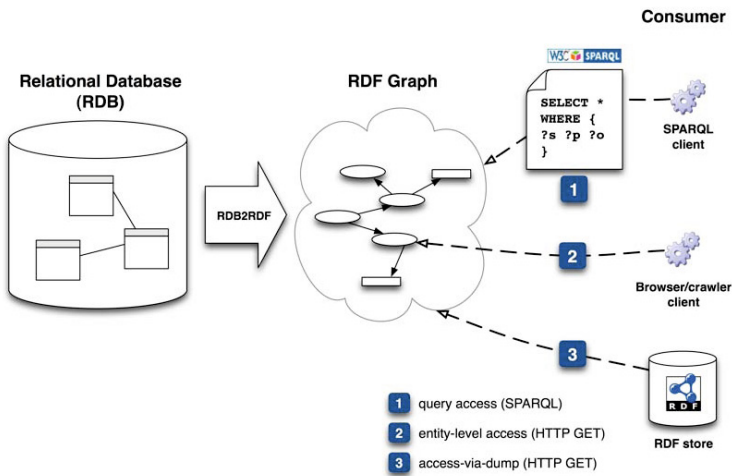 Consumer
Relational Database
(RDB)
RDF Graph
W3C SPARQL
SELECT *
WHERE {
?s ?p ?o
}
SPARQL
client
1
RDB2RDF
2
Browser/crawler
client
3
RDF
RDF store
1 query access (SPARQL)
2 entity-level access (HTTP GET)
3 access-via-dump (HTTP GET)